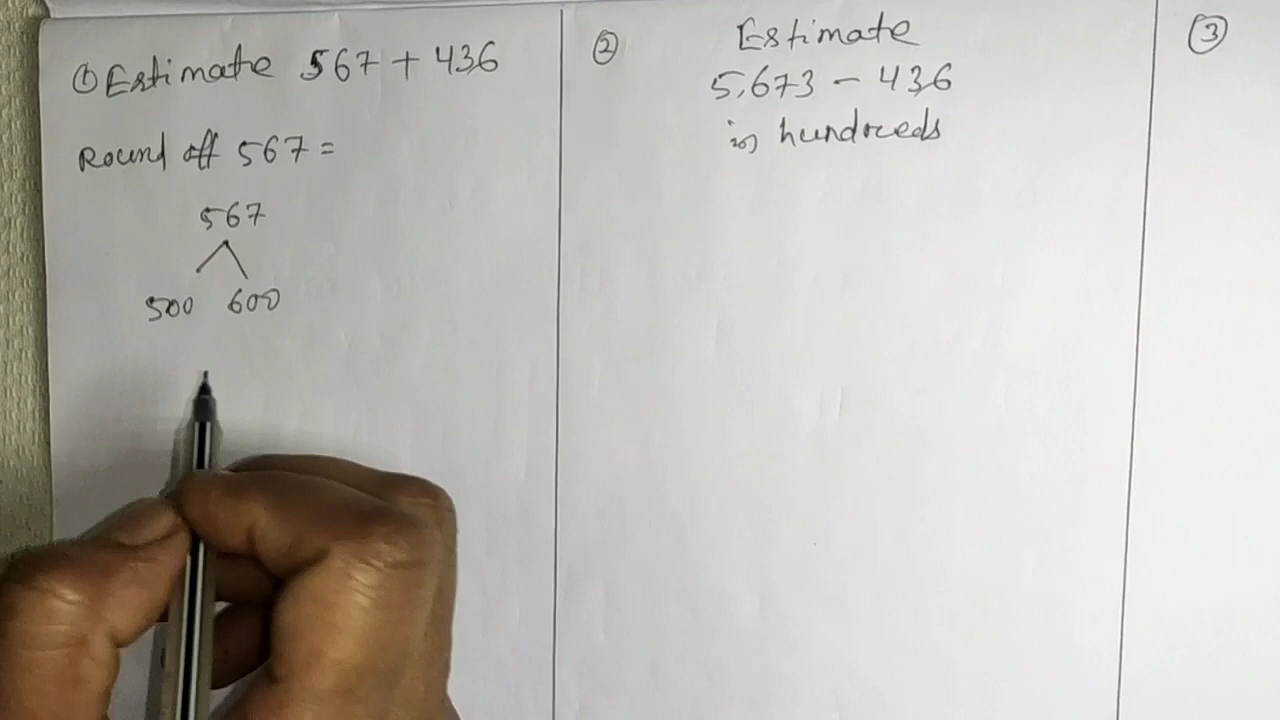 ① Estimate 567 + 436
Round off 567 =
567
500 600
②
Estimate
5,673 - 436
in hundreds
③